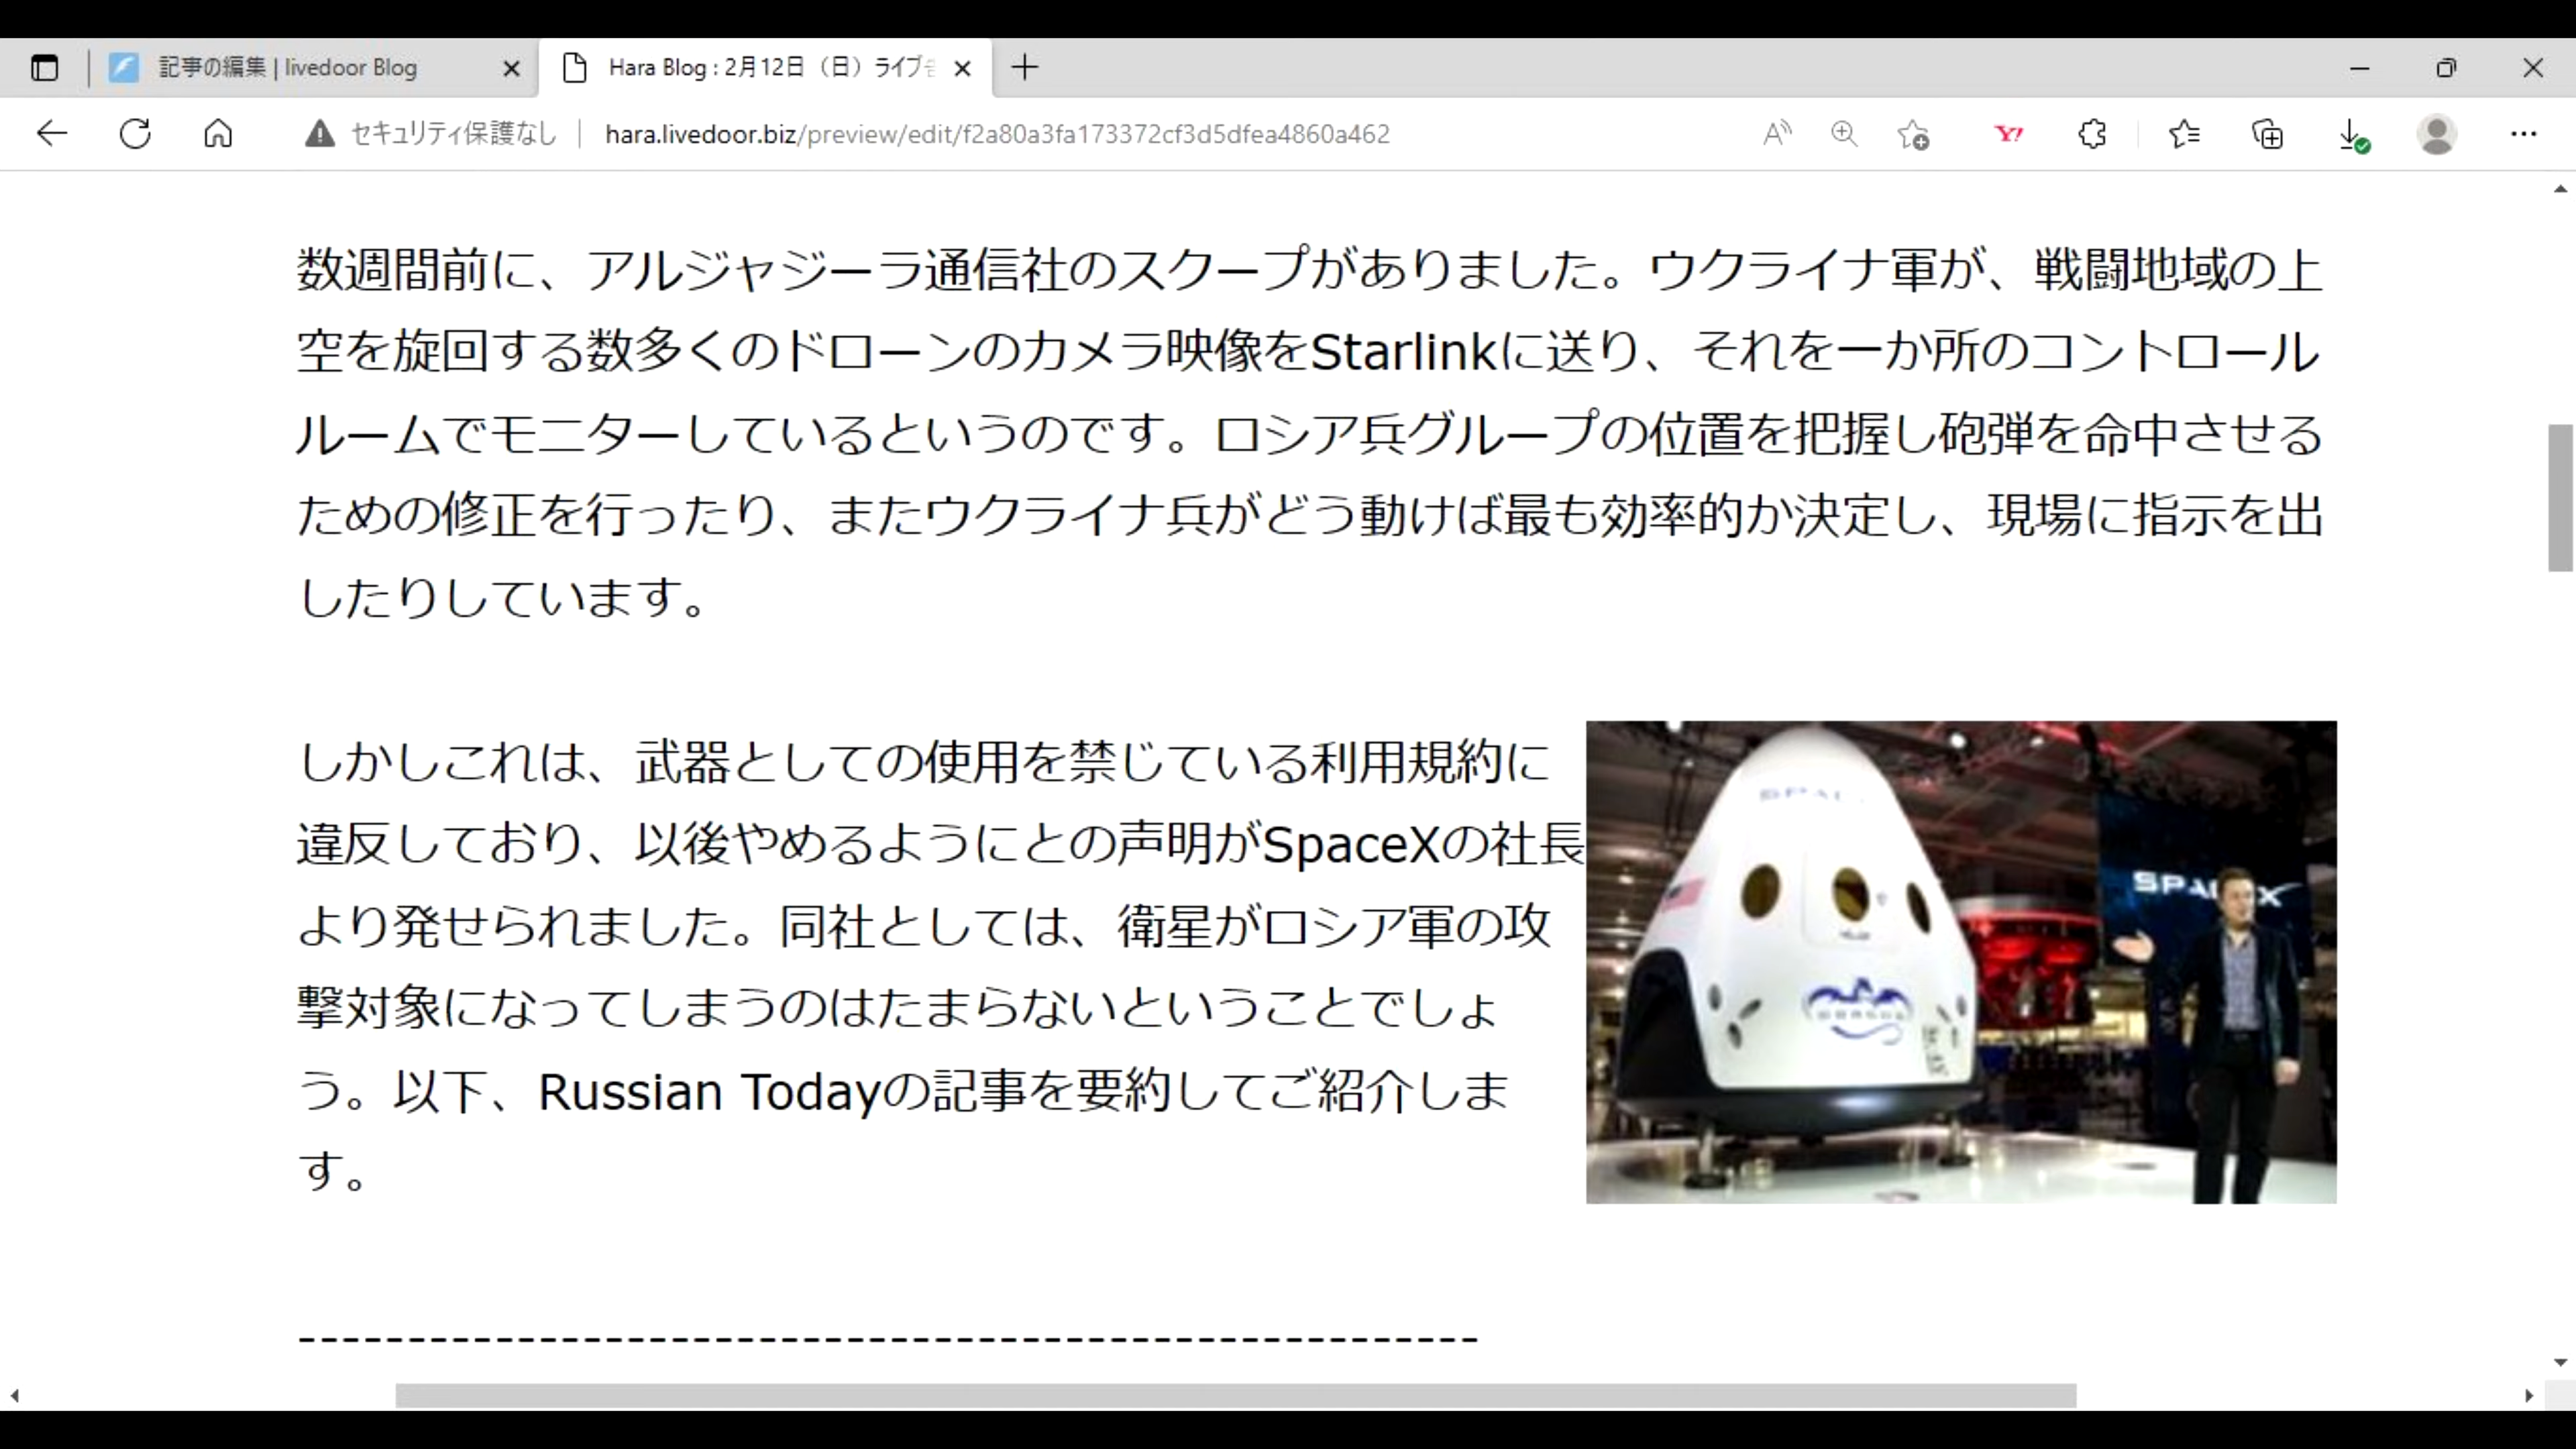 記事の編集 | livedoor Blog
Hara Blog : 2月12日（日）ライブ
セキュリティ保護なし
hara.livedoor.biz/preview/edit/f2a80a3fa173372cf3d5dfea4860a462
数週間前に、アルジャジーラ通信社のスクープがありました。ウクライナ軍が、戦闘地域の上
空を旋回する数多くのドローンのカメラ映像をStarlinkに送り、それを一か所のコントロール
ルームでモニターしているというのです。ロシア兵グループの位置を把握し砲弾を命中させる
ための修正を行ったり、またウクライナ兵がどう動けば最も効率的か決定し、現場に指示を出
したりしています。
しかしこれは、武器としての使用を禁じている利用規約に
違反しており、以後やめるようにとの声明がSpaceXの社長
より発せられました。同社としては、衛星がロシア軍の攻
撃対象になってしまうのはたまらないということでしょ
う。以下、Russian Todayの記事を要約してご紹介しま
す。
------------------------------------------------------